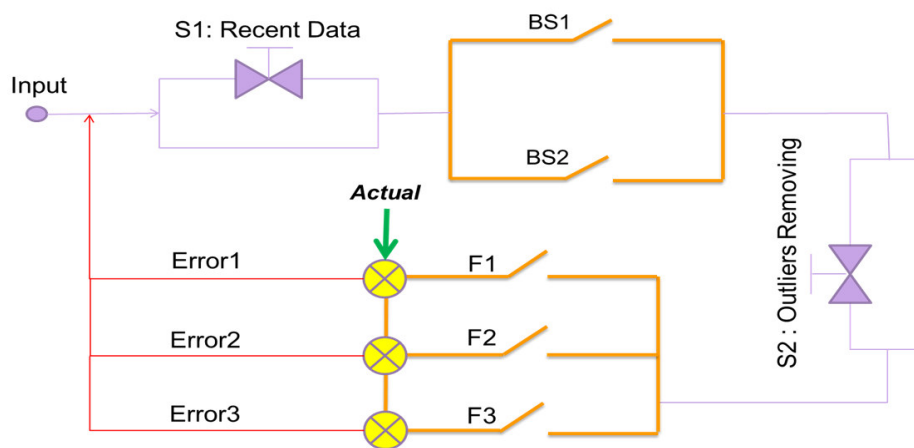 S1: Recent Data
BS1
Input
BS2
S2 : Outliers Removing
Actual
Error1
F1
Error2
F2
Error3
F3